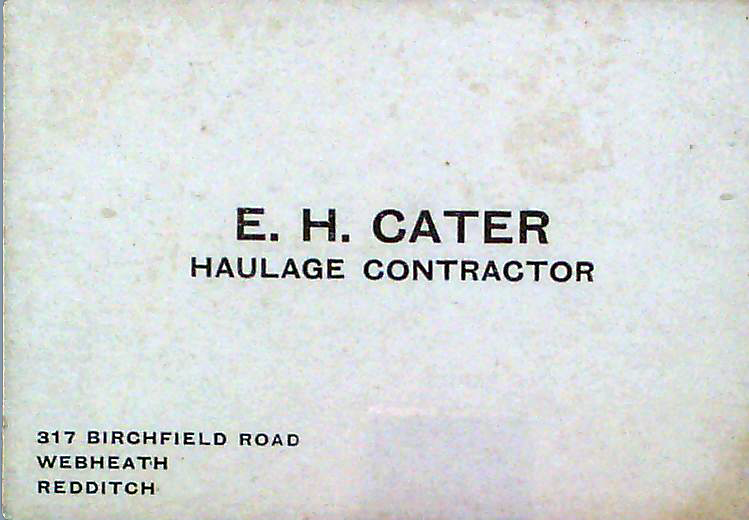 E. H. CATER
HAULAGE CONTRACTOR
317 BIRCHFIELD ROAD
WEBHEATH
REDDITCH